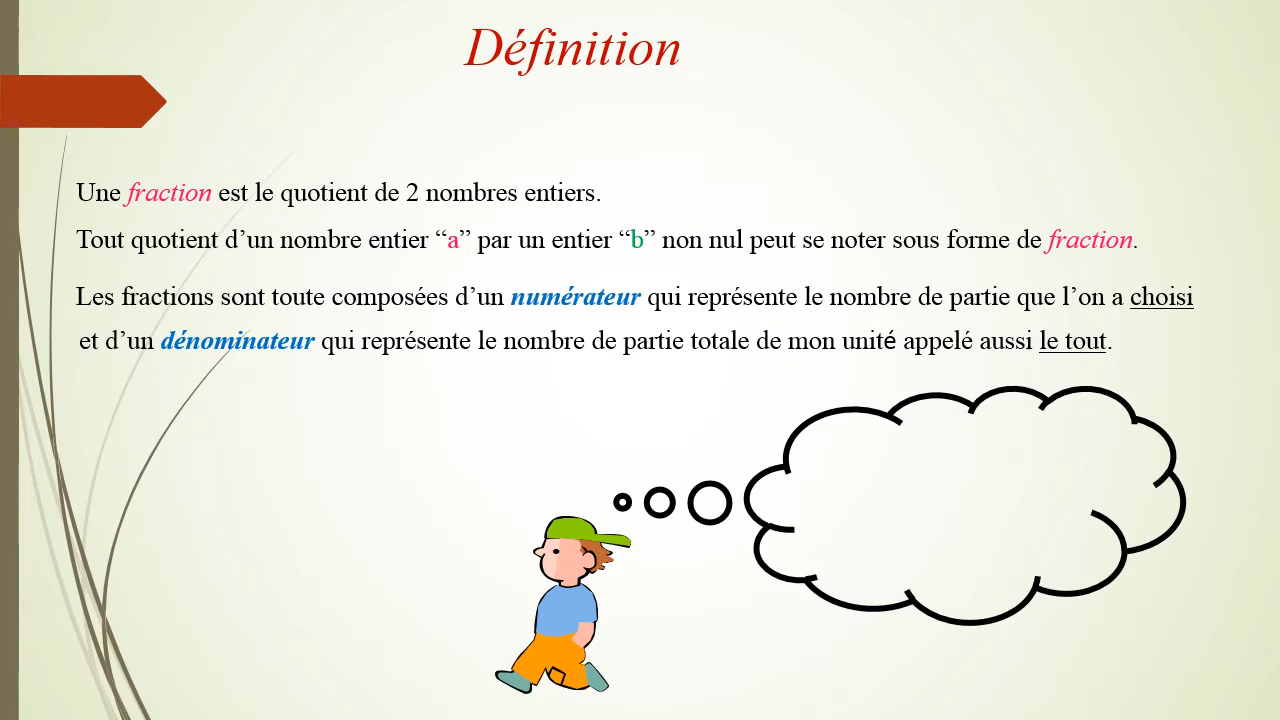 Définition
Une fraction est le quotient de 2 nombres entiers.
Tout quotient d’un nombre entier “a” par un entier “b” non nul peut se noter sous forme de fraction.
Les fractions sont toute composées d’un numérateur qui représente le nombre de partie que l’on a choisi
et d’un dénominateur qui représente le nombre de partie totale de mon unité appelé aussi le tout.